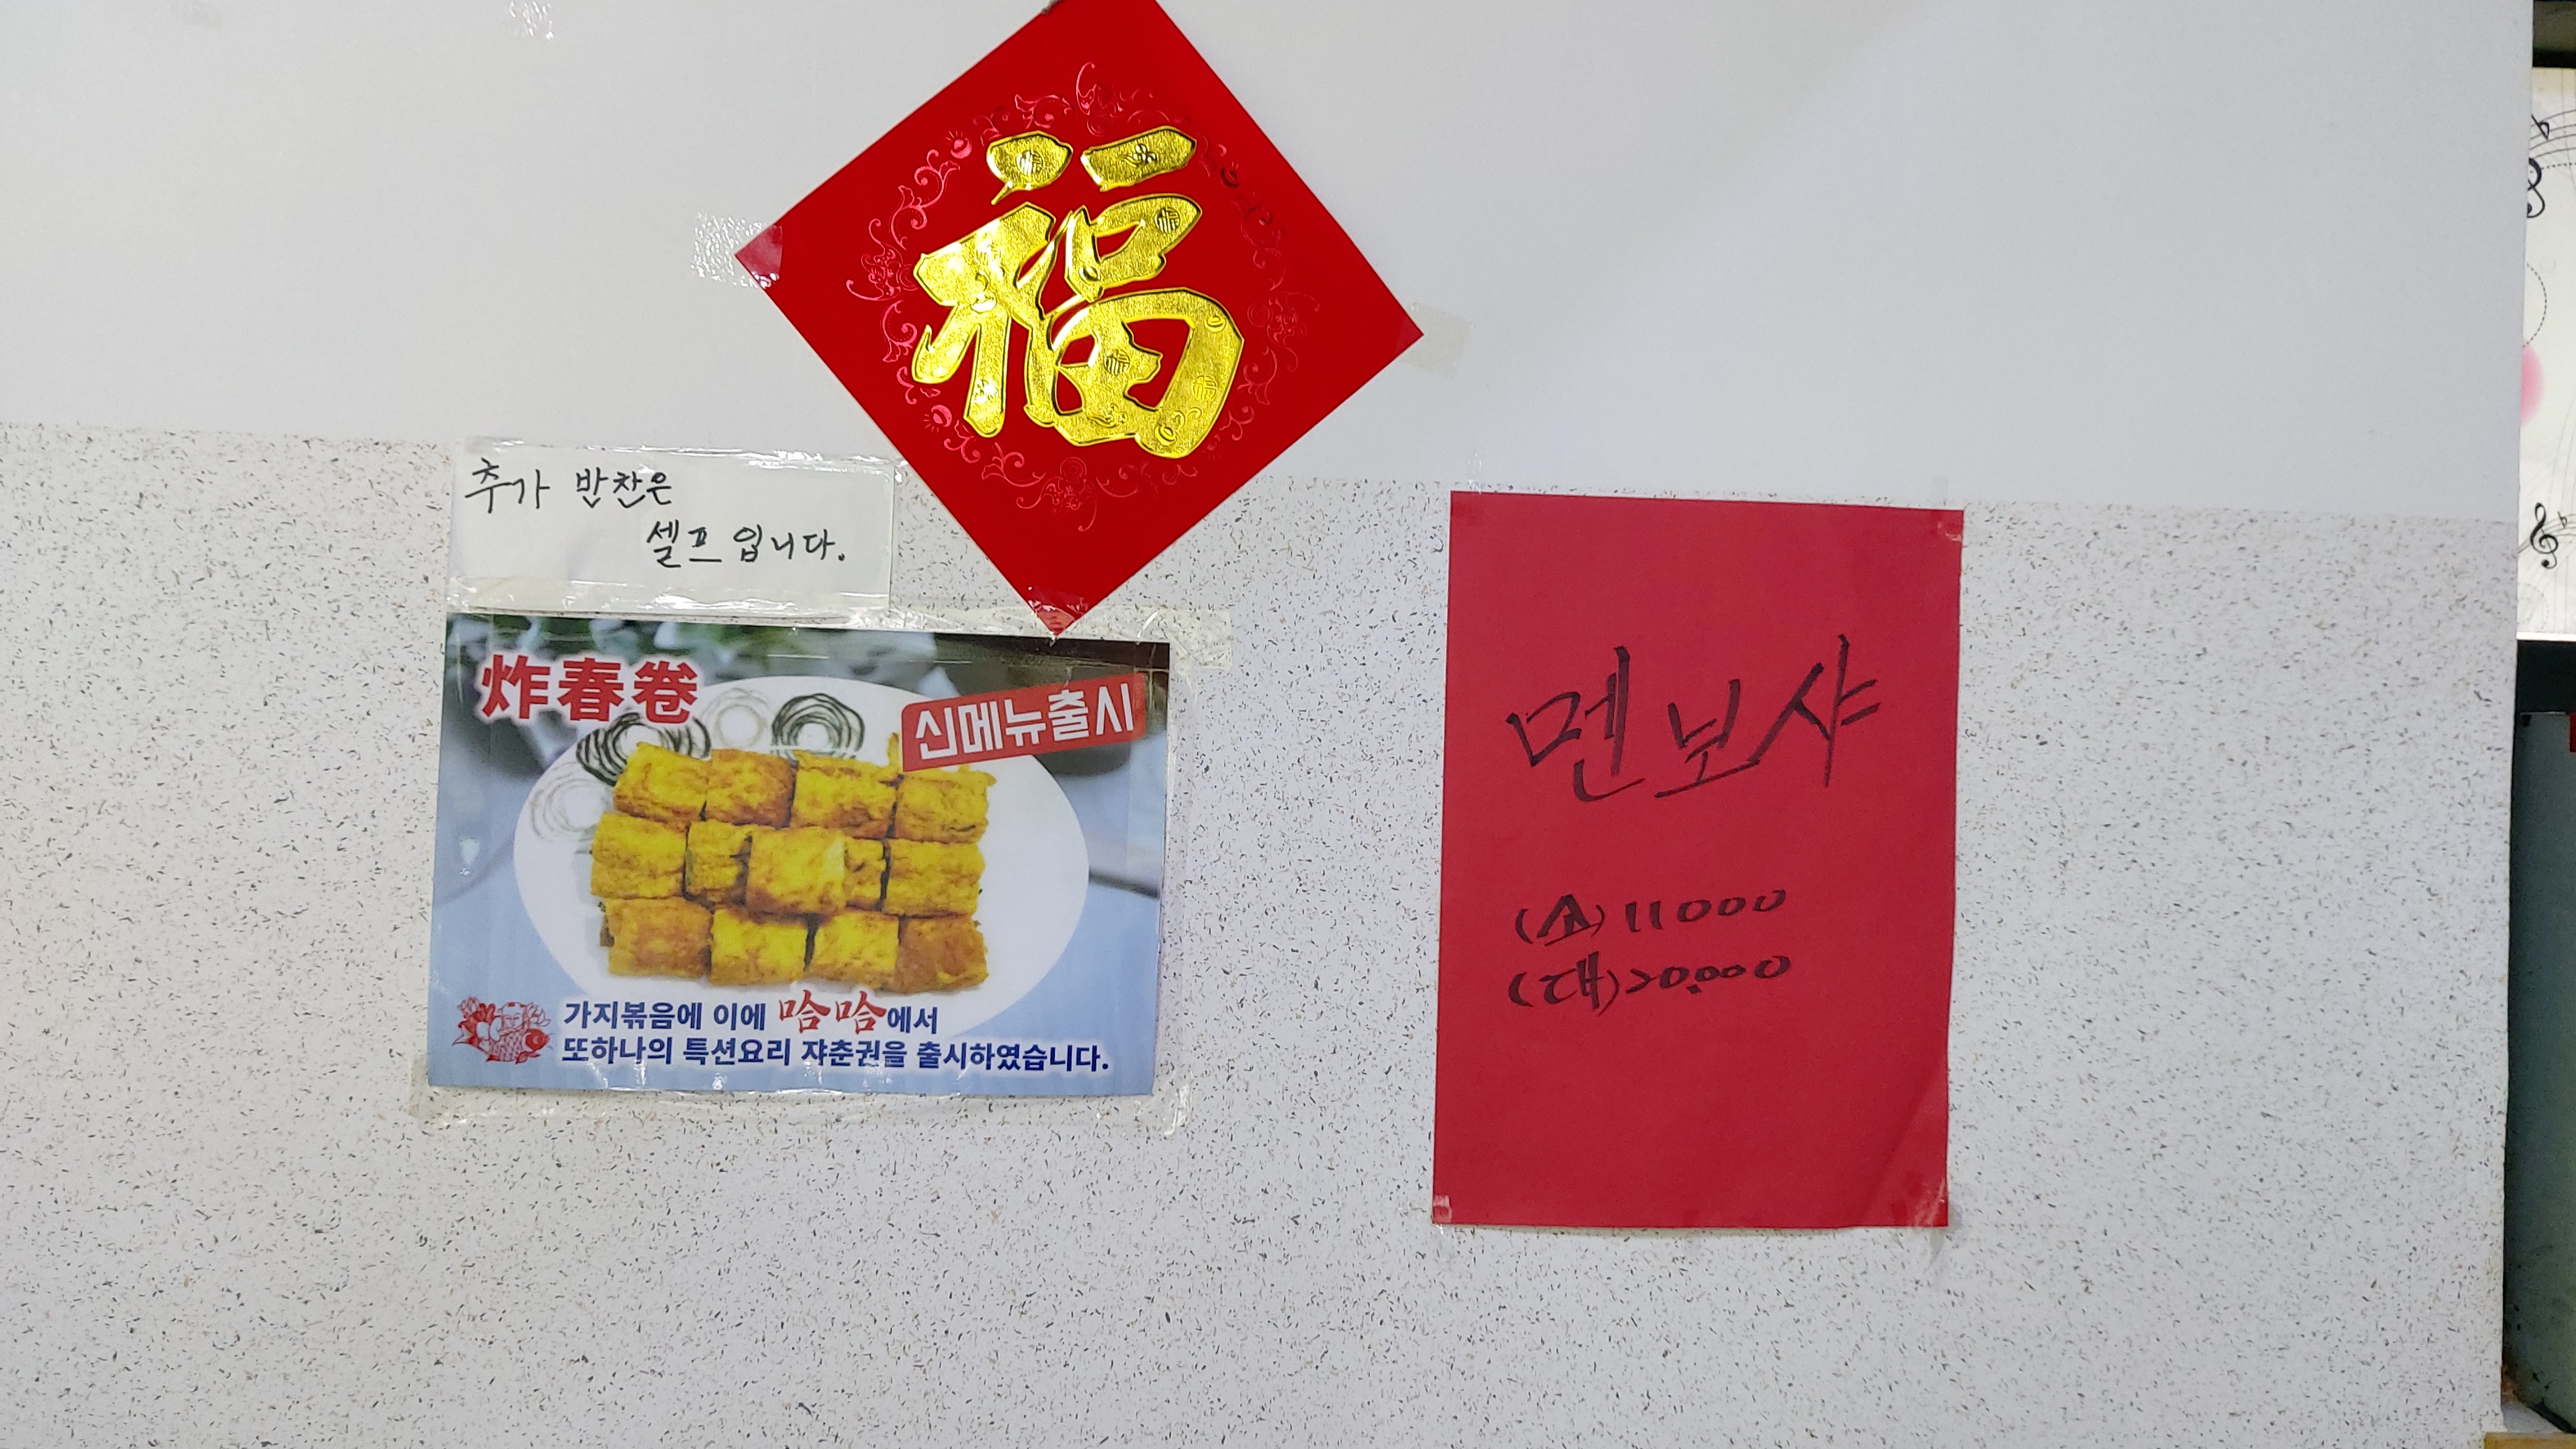 福
추가 반찬은
셀프입니다.
炸春卷
신메뉴출시
가지볶음에 이에 哈哈에서
또하나의 특션요리 쟈춘권을 출시하였습니다.
멘보샤
(소) 11000
(대) 20,000